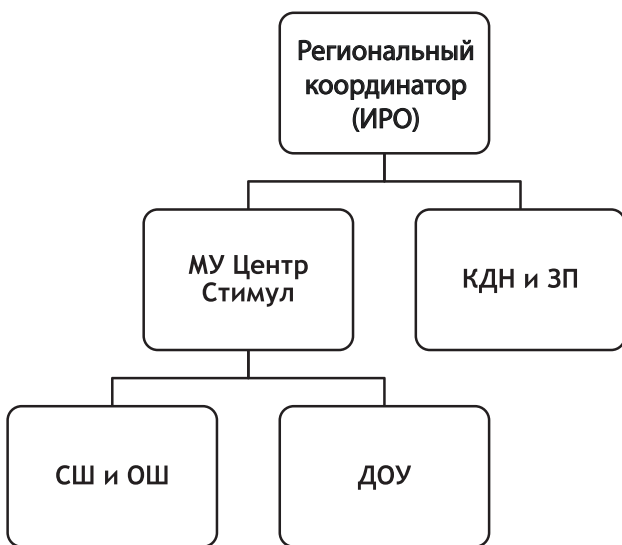 Региональный
координатор
(ИРО)
МУ Центр
Стимул
КДН и ЗП
СШ и ОШ
ДОУ